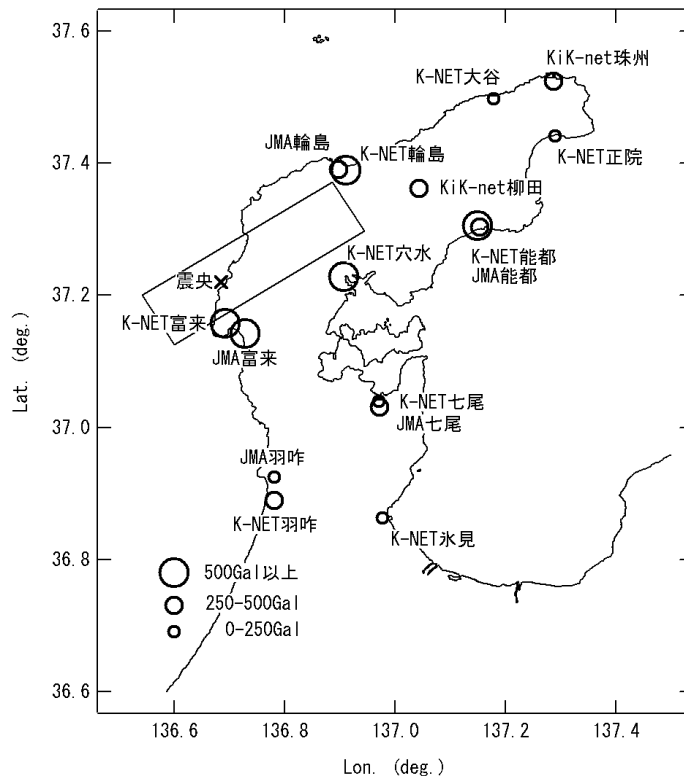 37.6
37.4
37.2
37.0
36.8
36.6
Lat. (deg.)
KiK-net珠州
K-NET大谷
JMA輪島
K-NET輪島
K-NET正院
KiK-net柳田
K-NET穴水
K-NET能都
JMA能都
震央
K-NET富来
JMA富来
K-NET七尾
JMA七尾
JMA羽咋
K-NET羽咋
K-NET氷見
500Gal以上
250-500Gal
0-250Gal
136.6
136.8
137.0
137.2
137.4
Lon. (deg.)